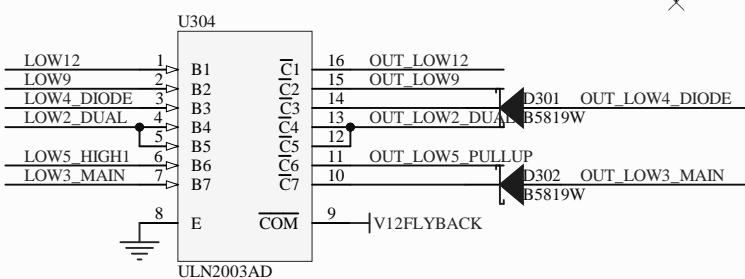 U304
LOW12 1 B1 C1 16 OUT_LOW12
LOW9 2 B2 C2 15 OUT_LOW9
LOW4_DIODE 3 B3 C3 14 D301 OUT_LOW4_DIODE
LOW2_DUAL 4 B4 C4 13 OUT_LOW2_DUAL B5819W
5 B5 C5 12
LOW5_HIGH1 6 B6 C6 11 OUT_LOW5_PULLUP
LOW3_MAIN 7 B7 C7 10 D302 OUT_LOW3_MAIN
B5819W
8 E COM 9 V12FLYBACK
ULN2003AD